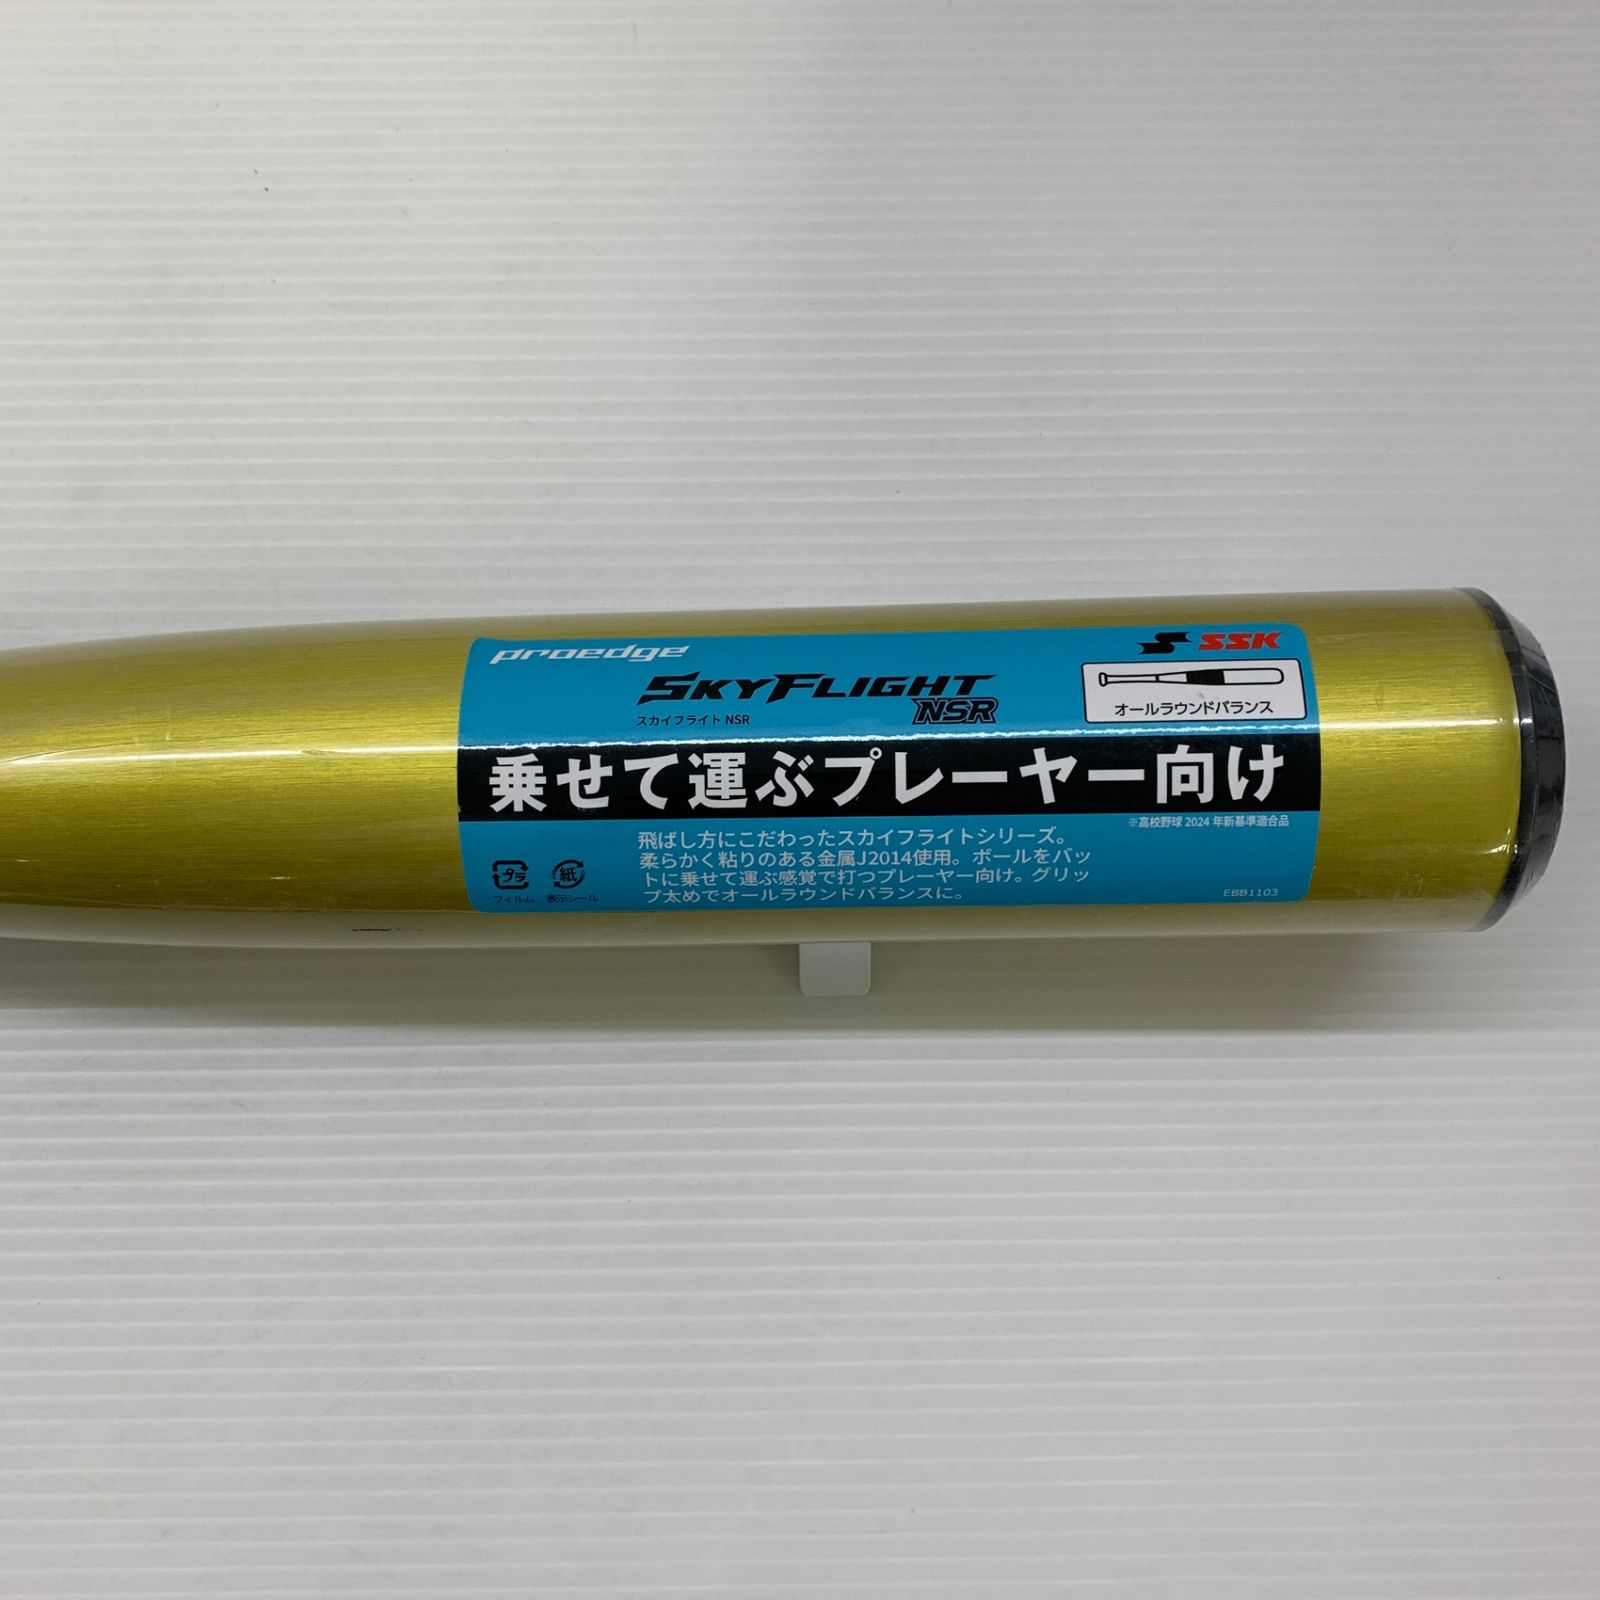 proedge
SSK
SKYFLIGHT
NSR
スカイフライト NSR
オールラウンドバランス
乗せて運ぶプレーヤー向け
※高校野球 2024 年新基準適合品
飛ばし方にこだわったスカイフライトシリーズ。
柔らかく粘りのある金属J2014使用。ボールをバッ
トに乗せて運ぶ感覚で打つプレーヤー向け。グリッ
プ太めでオールラウンドバランスに。
プラ
フィルム
紙
表示シール
EBB1103